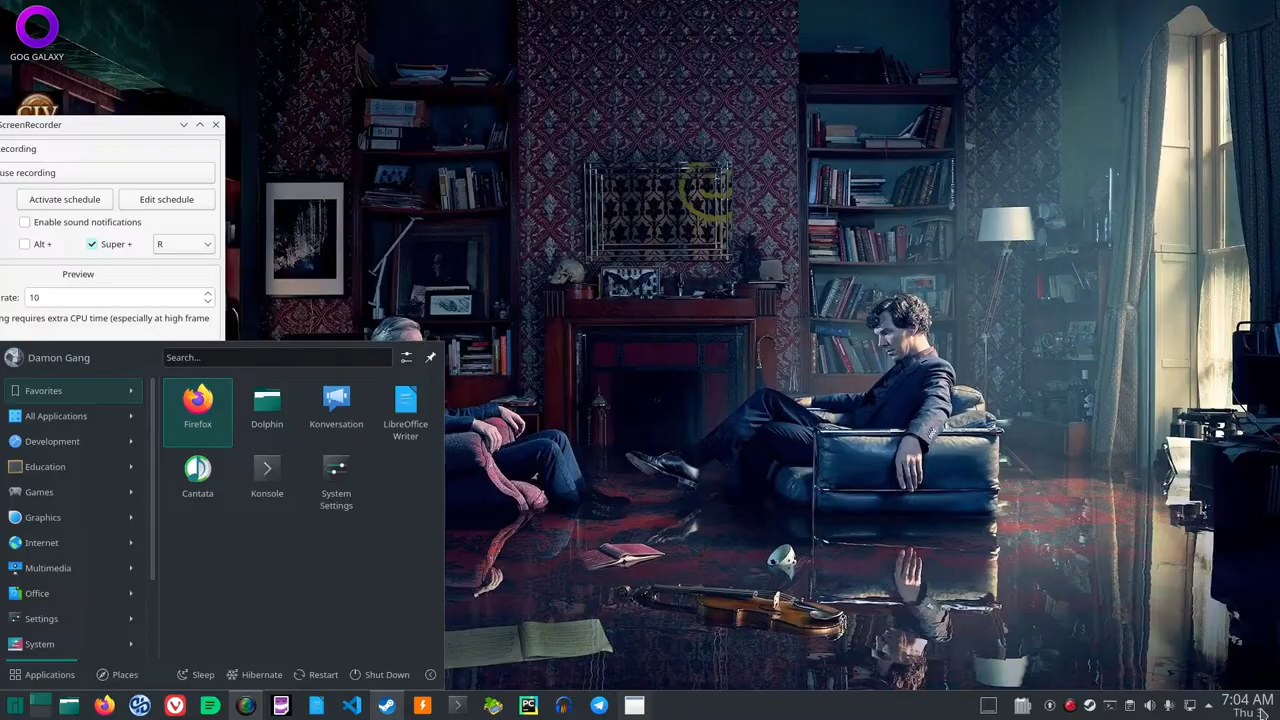 GOG GALAXY
ScreenRecorder
ecording
use recording
Activate schedule
Edit schedule
Enable sound notifications
Alt +
Super +
R
Preview
rate:
10
ng requires extra CPU time (especially at high frame
Damon Gang
Search...
Favorites
All Applications
Development
Education
Games
Graphics
Internet
Multimedia
Office
Settings
System
Firefox
Dolphin
Konversation
LibreOffice
Writer
Cantata
Konsole
System
Settings
Applications
Places
Sleep
Hibernate
Restart
Shut Down
7:04 AM
Thu 3